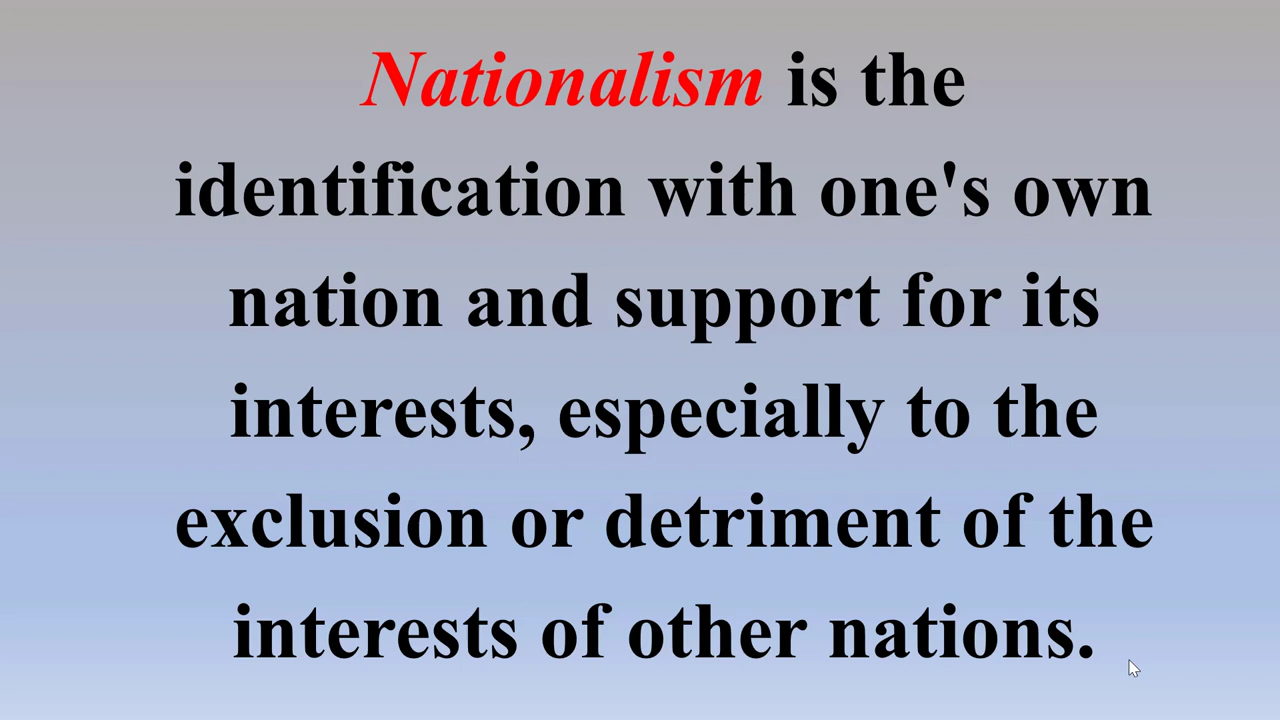 Nationalism is the
identification with one's own
nation and support for its
interests, especially to the
exclusion or detriment of the
interests of other nations.